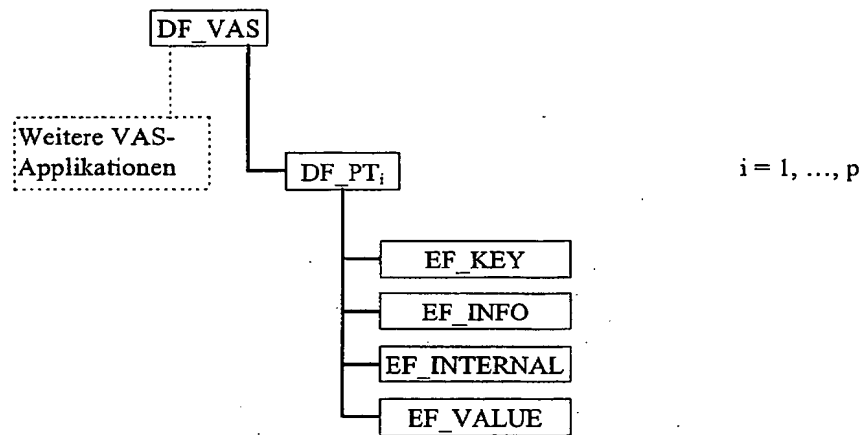 DF_VAS
Weitere VAS-
Applikationen
DF_PTᵢ
i = 1, ..., p
EF_KEY
EF_INFO
EF_INTERNAL
EF_VALUE